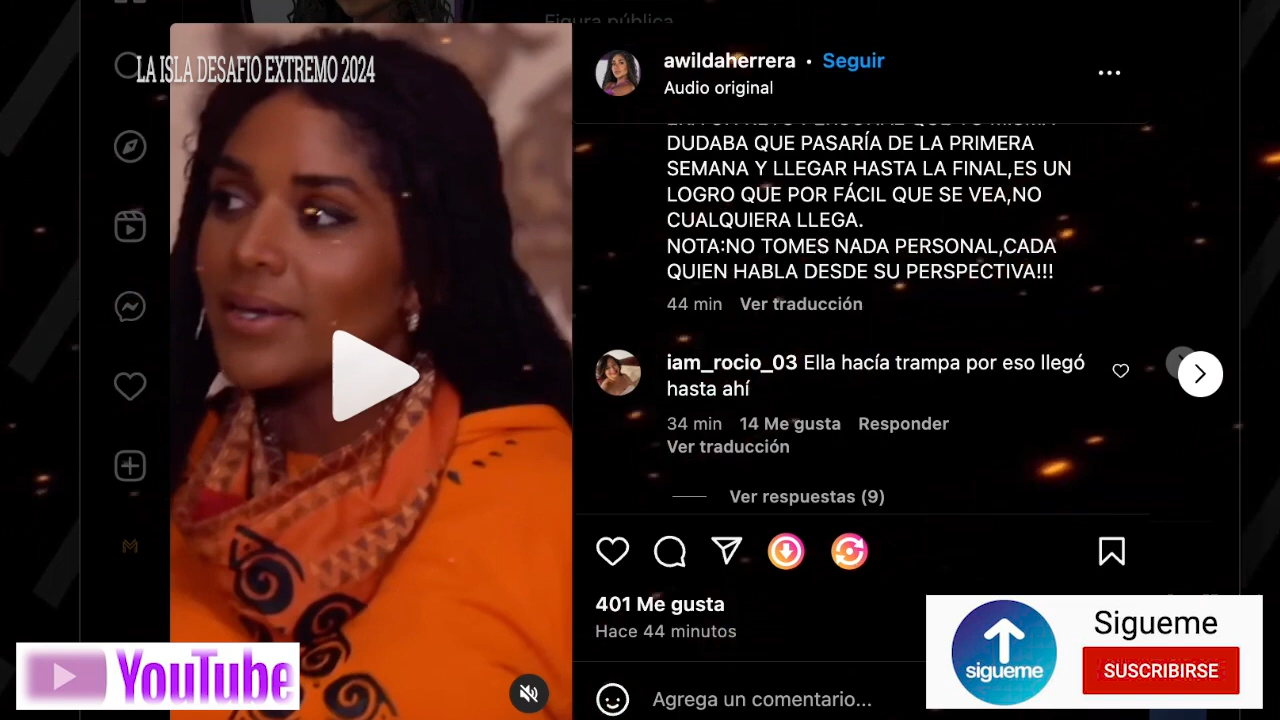 Figura pública
LA ISLA DESAFIO EXTREMO 2024
awildaherrera • Seguir
Audio original
DUDABA QUE PASARÍA DE LA PRIMERA
SEMANA Y LLEGAR HASTA LA FINAL,ES UN
LOGRO QUE POR FÁCIL QUE SE VEA,NO
CUALQUIERA LLEGA.
NOTA:NO TOMES NADA PERSONAL,CADA
QUIEN HABLA DESDE SU PERSPECTIVA!!!
44 min Ver traducción
iam_rocio_03 Ella hacía trampa por eso llegó
hasta ahí
34 min 14 Me gusta Responder
Ver traducción
Ver respuestas (9)
401 Me gusta
Hace 44 minutos
Agrega un comentario...
YouTube
sigueme
Sigueme
SUSCRIBIRSE